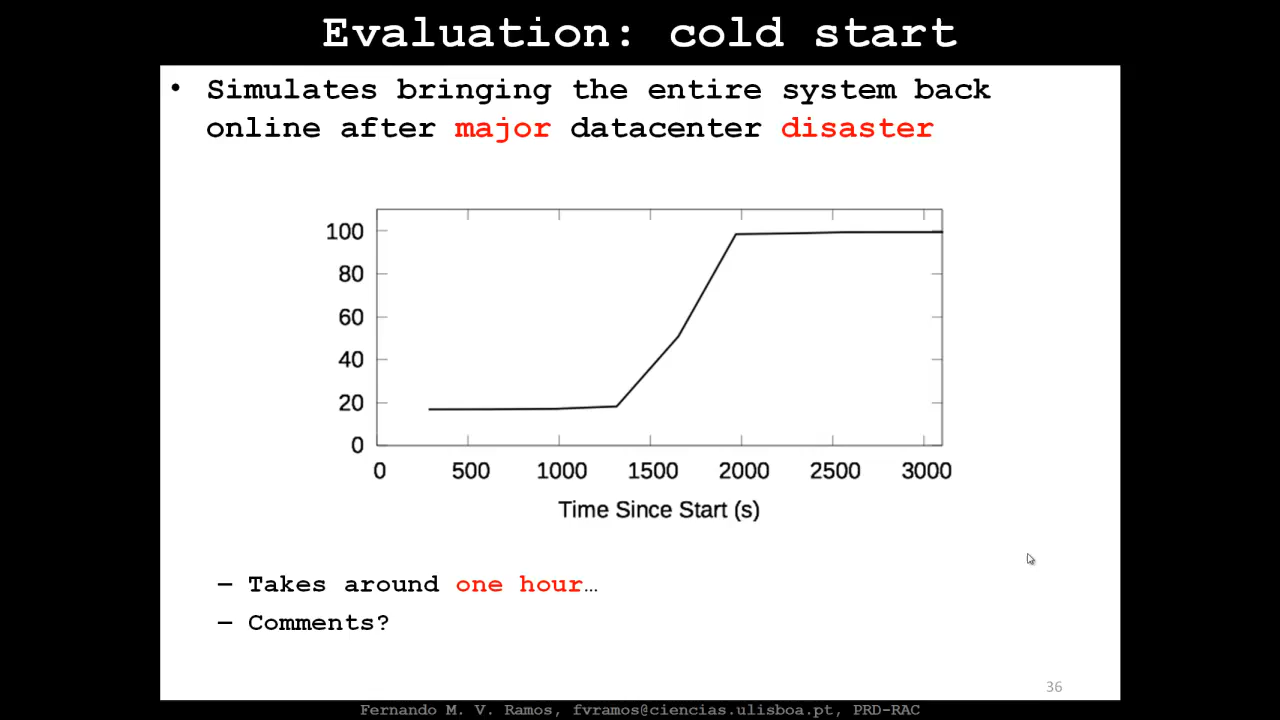 Evaluation: cold start
• Simulates bringing the entire system back
online after major datacenter disaster
100
80
60
40
20
0
0 500 1000 1500 2000 2500 3000
Time Since Start (s)
– Takes around one hour…
– Comments?
36
Fernando M. V. Ramos, fvramos@ciencias.ulisboa.pt, PRD-RAC